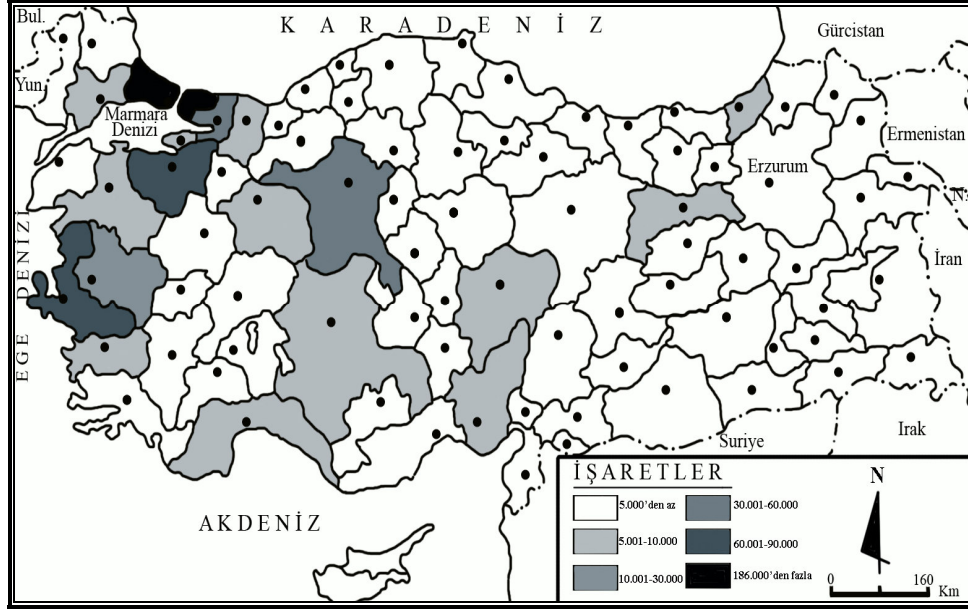 Bul.
K A R A D E N İ Z
Gürcistan
Yun.
Marmara
Denizi
Ermenistan
Erzurum
N.
İran
EGE DENİZİ
Irak
Suriye
AKDENİZ
İŞARETLER
5.000'den az
30.001-60.000
5.001-10.000
60.001-90.000
10.001-30.000
186.000'den fazla
N
0 160
Km